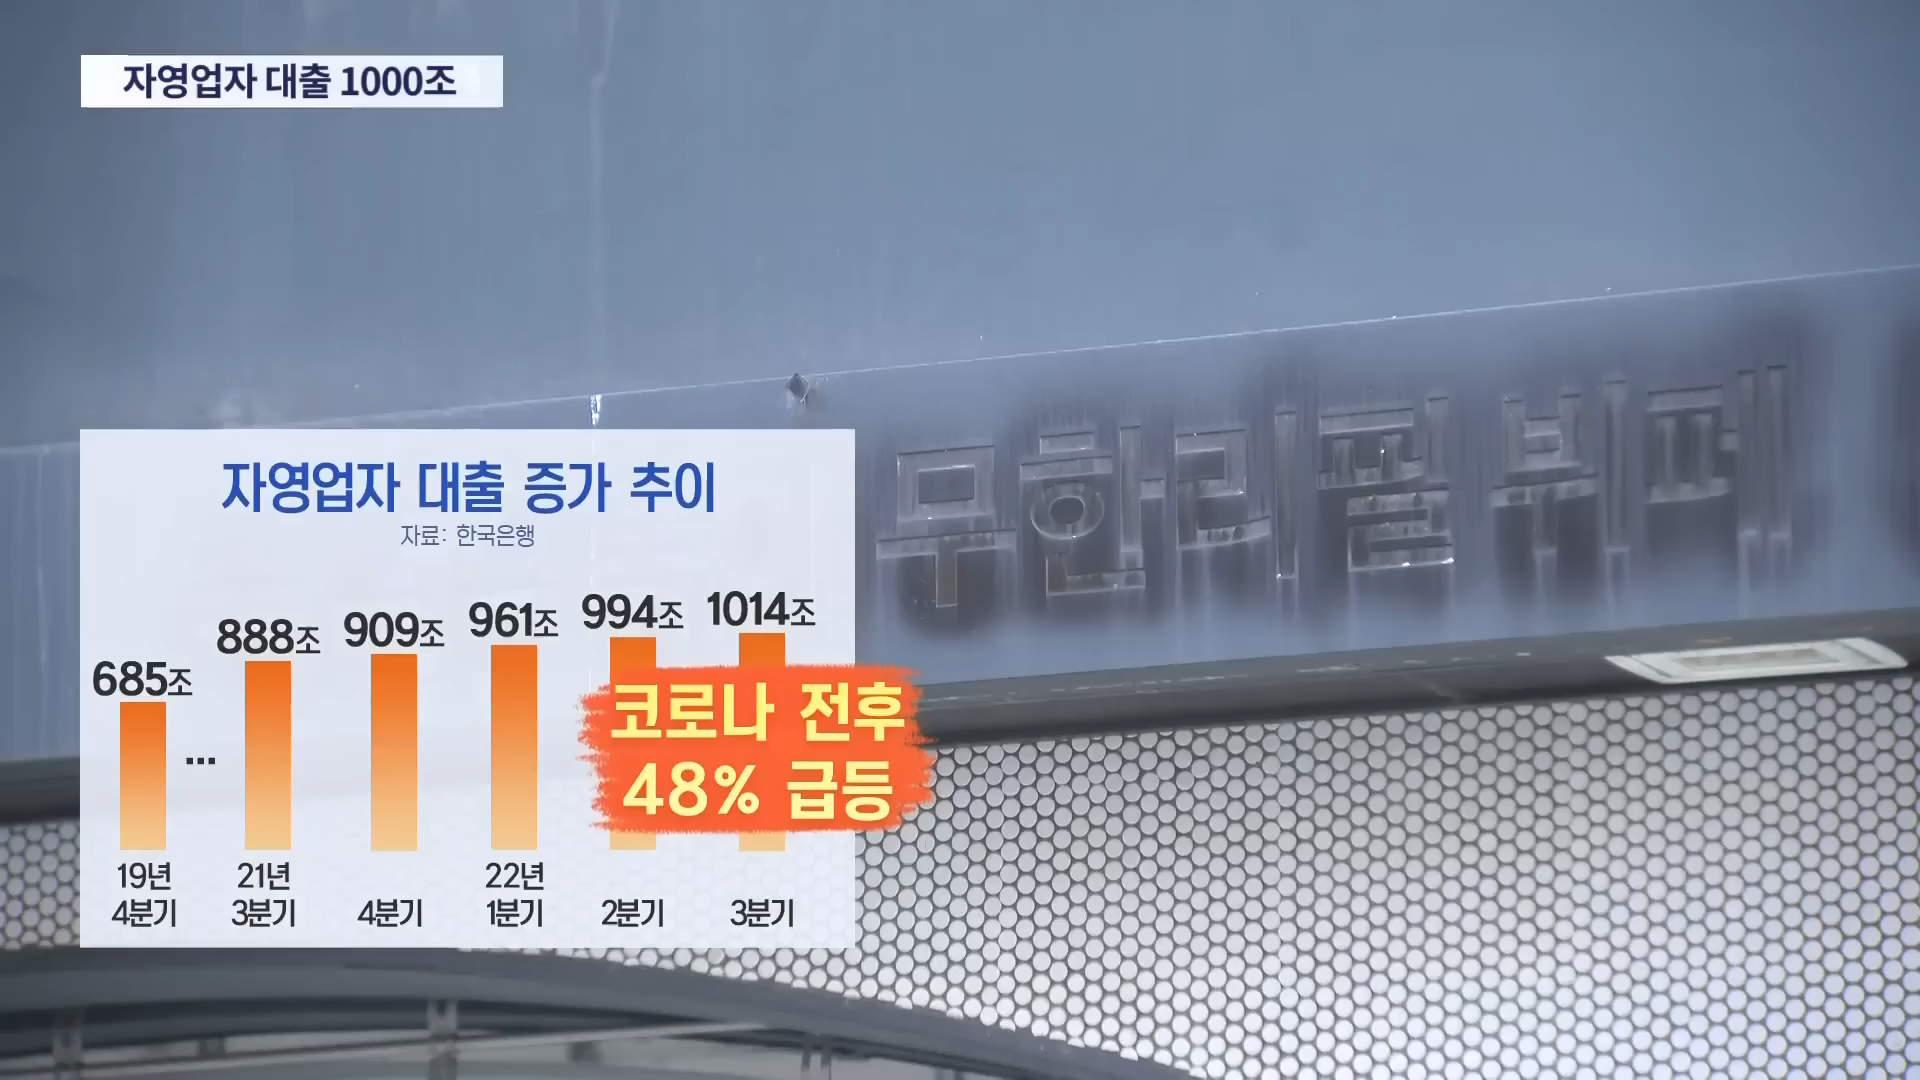 자영업자 대출 1000조
자영업자 대출 증가 추이
자료: 한국은행
685조 888조 909조 961조 994조 1014조
...
코로나 전후
48% 급등
19년 21년 22년
4분기 3분기 4분기 1분기 2분기 3분기
무한리필뷔페